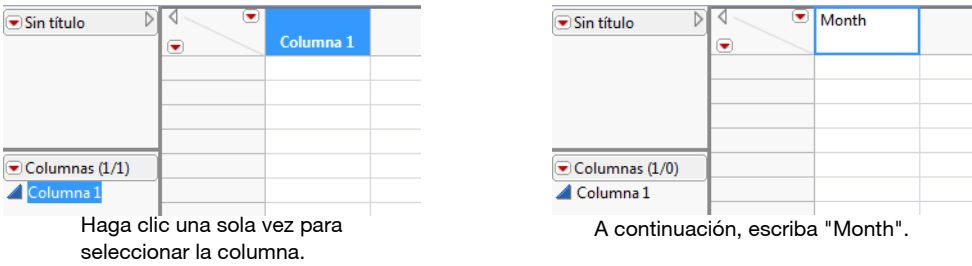 Sin título
Columna 1
Columnas (1/1)
Columna 1
Haga clic una sola vez para
seleccionar la columna.
Sin título
Month
Columnas (1/0)
Columna 1
A continuación, escriba "Month".